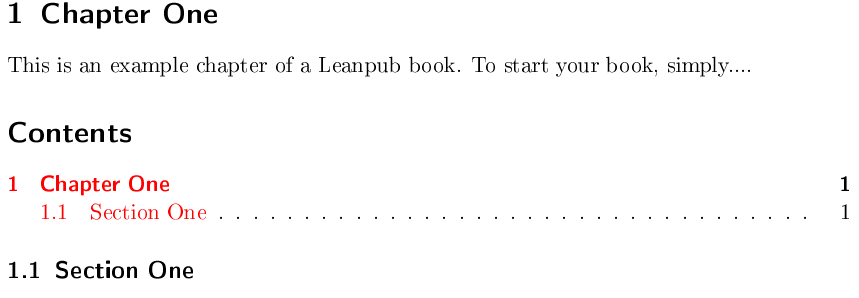 1 Chapter One
This is an example chapter of a Leanpub book. To start your book, simply....
Contents
1 Chapter One 1
1.1 Section One . . . . . . . . . . . . . . . . . . . . . . . . . . . . . . . . . . . 1
1.1 Section One